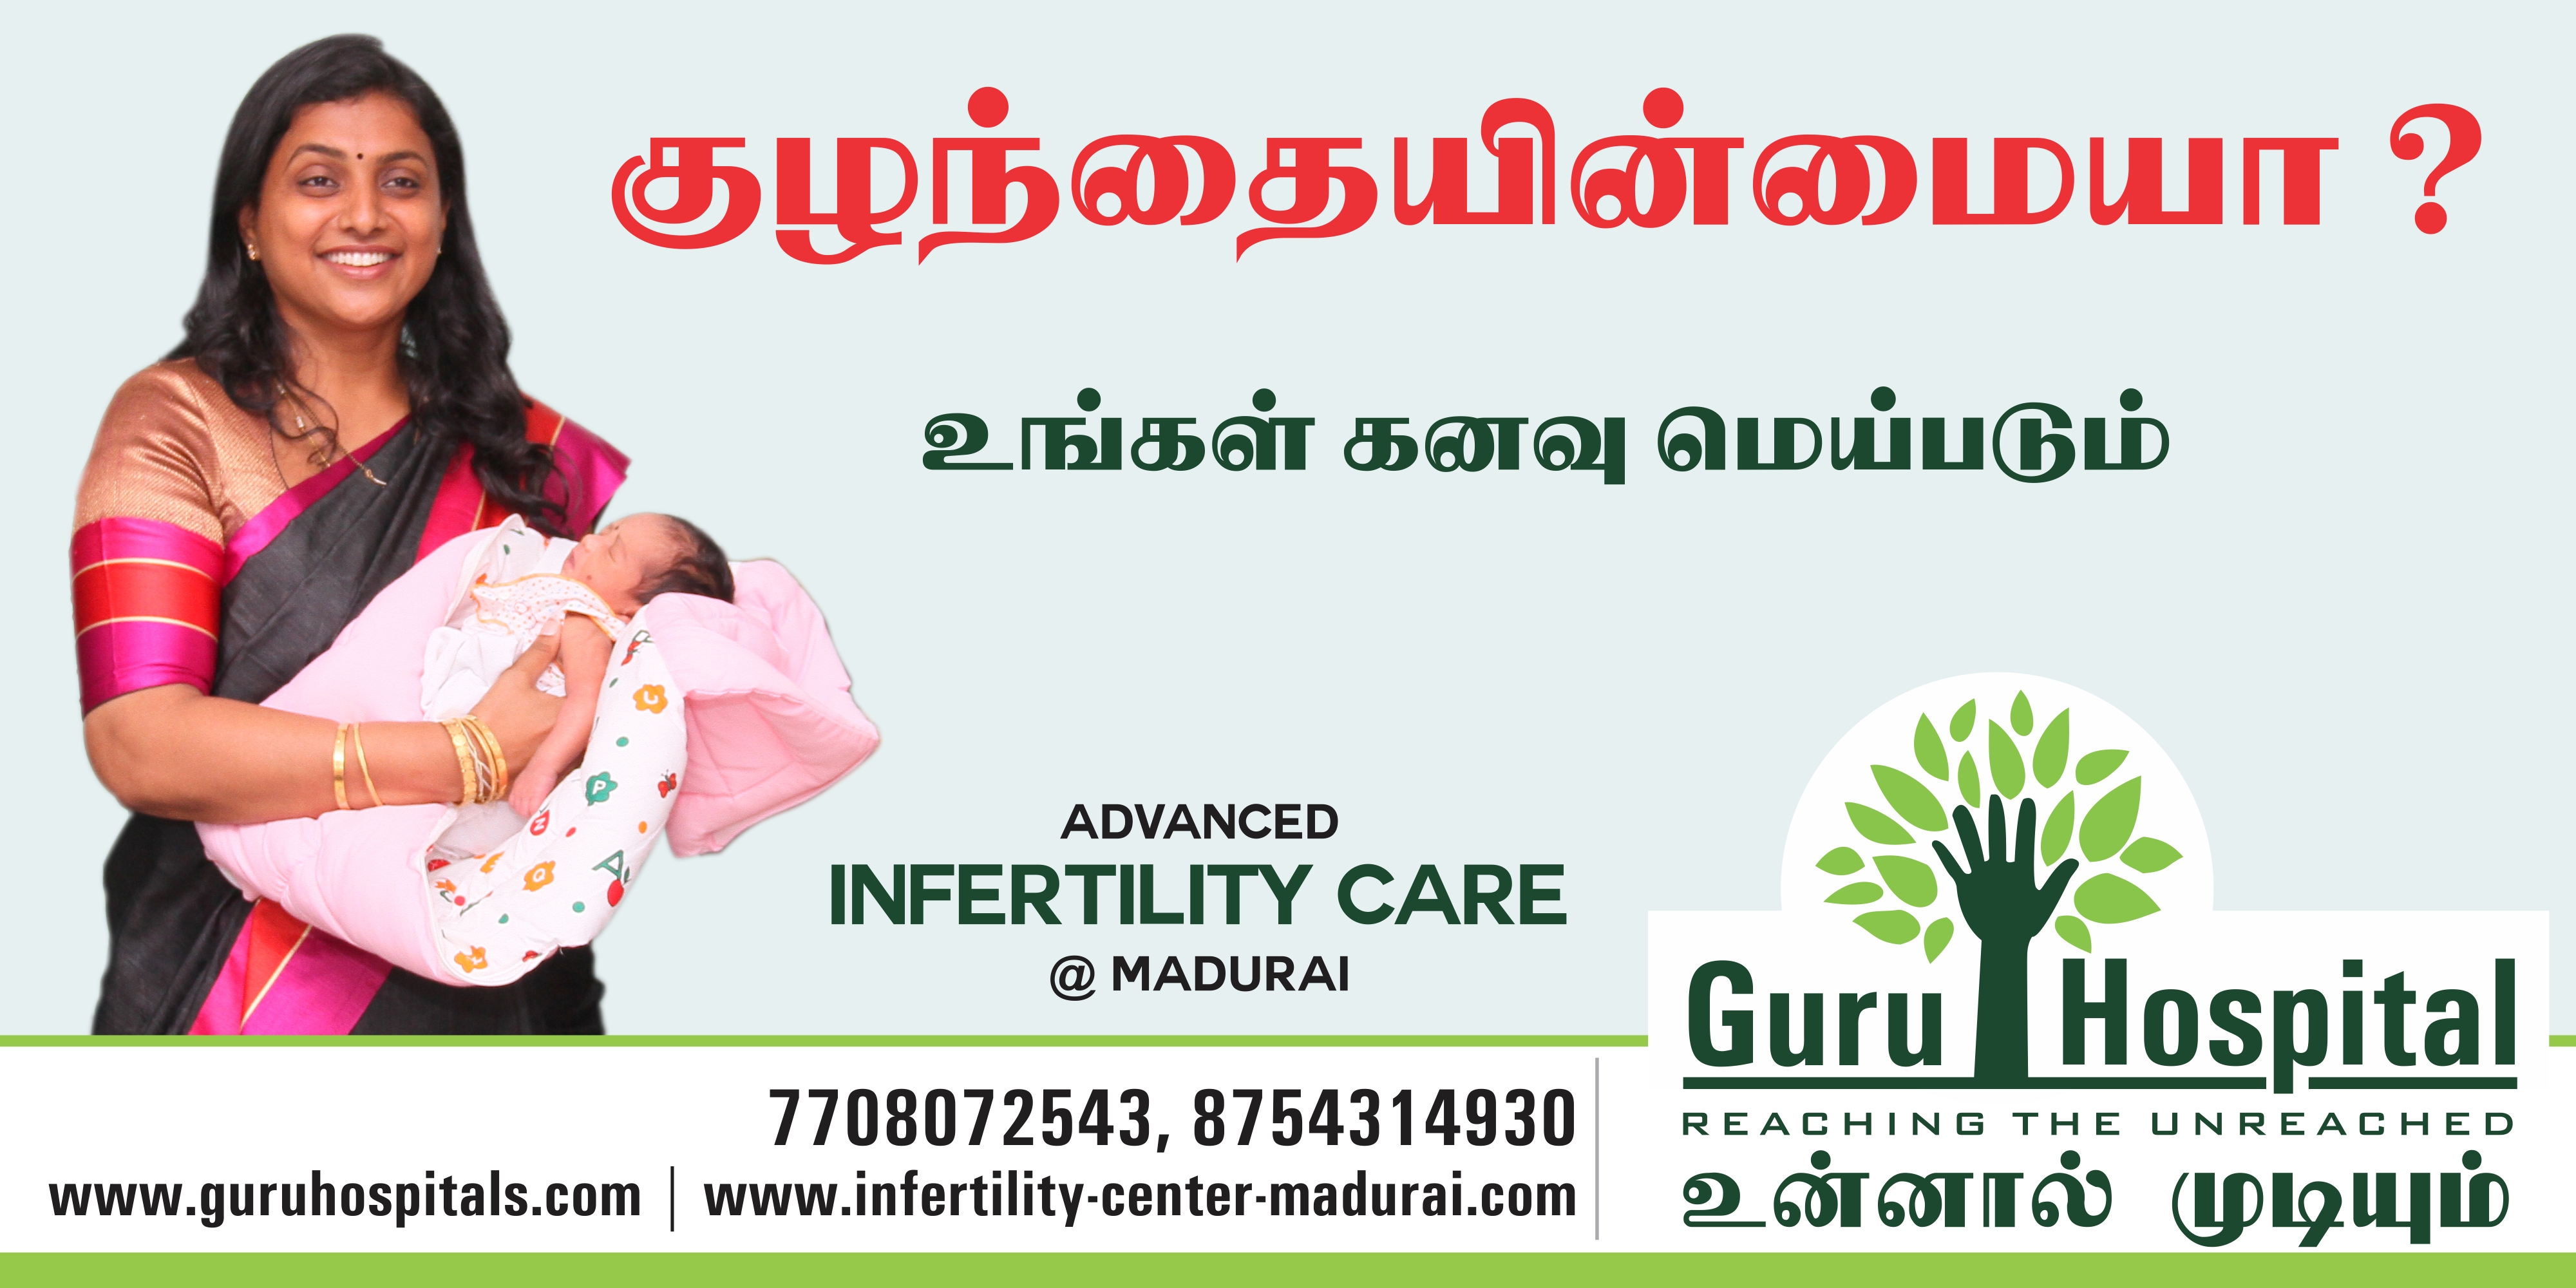 குழந்தையின்மையா ?
உங்கள் கனவு மெய்படும்
ADVANCED
INFERTILITY CARE
@ MADURAI
Guru Hospital
REACHING THE UNREACHED
உன்னால் முடியும்
7708072543, 8754314930
www.guruhospitals.com | www.infertility-center-madurai.com